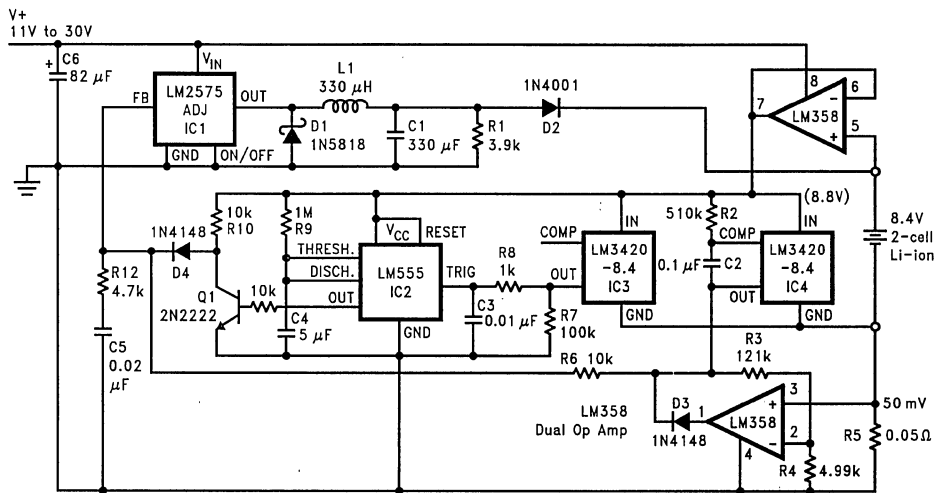 V+
11V to 30V
C6
+
82 μF
FB
V IN
LM2575
ADJ
IC1
OUT
GND
ON/OFF
D1
1N5818
L1
330 μH
C1
330 μF
R1
3.9k
1N4001
D2
8
7
6
−
LM358
+
5
(8.8V)
8.4V
2-cell
Li-ion
1N4148
D4
10k
R10
1M
R9
R12
4.7k
C5
0.02
μF
Q1
2N2222
10k
THRESH.
DISCH.
OUT
V CC
RESET
LM555
IC2
TRIG
GND
C4
5 μF
R8
1k
C3
0.01 μF
COMP
IN
OUT
LM3420
-8.4
IC3
GND
R7
100k
510k
R2
0.1 μF
C2
COMP
IN
OUT
LM3420
-8.4
IC4
GND
R6 10k
R3
121k
LM358
Dual Op Amp
D3
1N4148
1
LM358
+
−
3
2
4
50 mV
R5
0.05Ω
R4
4.99k